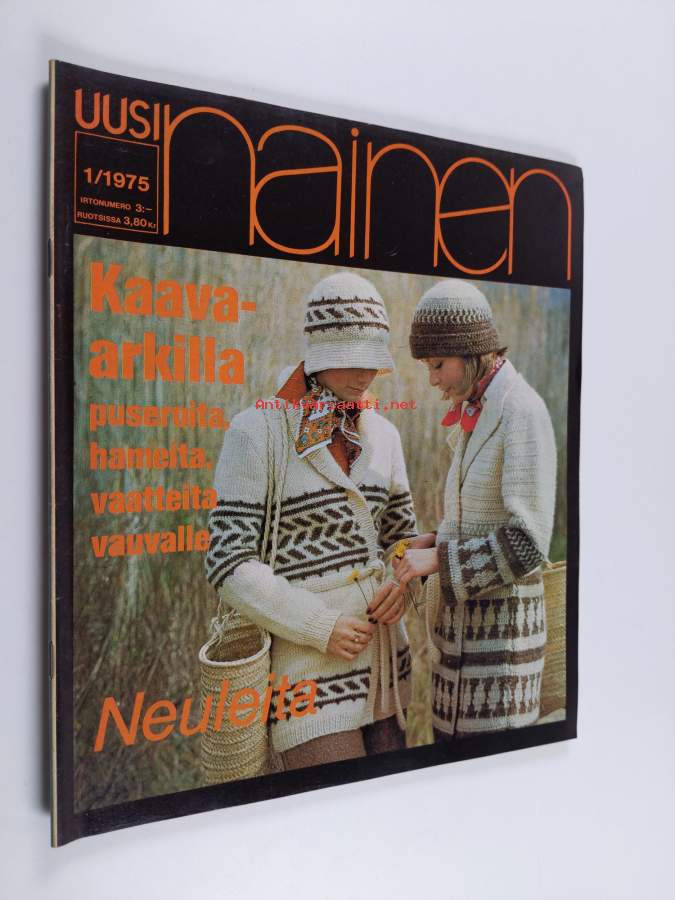 UUSI nainen
1/1975
IRTONUMERO 3:-
RUOTSISSA 3,80 Kr
Kaava-
arkilla
puseroita,
hameita,
vaatteita
vauvalle
Antikvariaatti.net
Neuleita